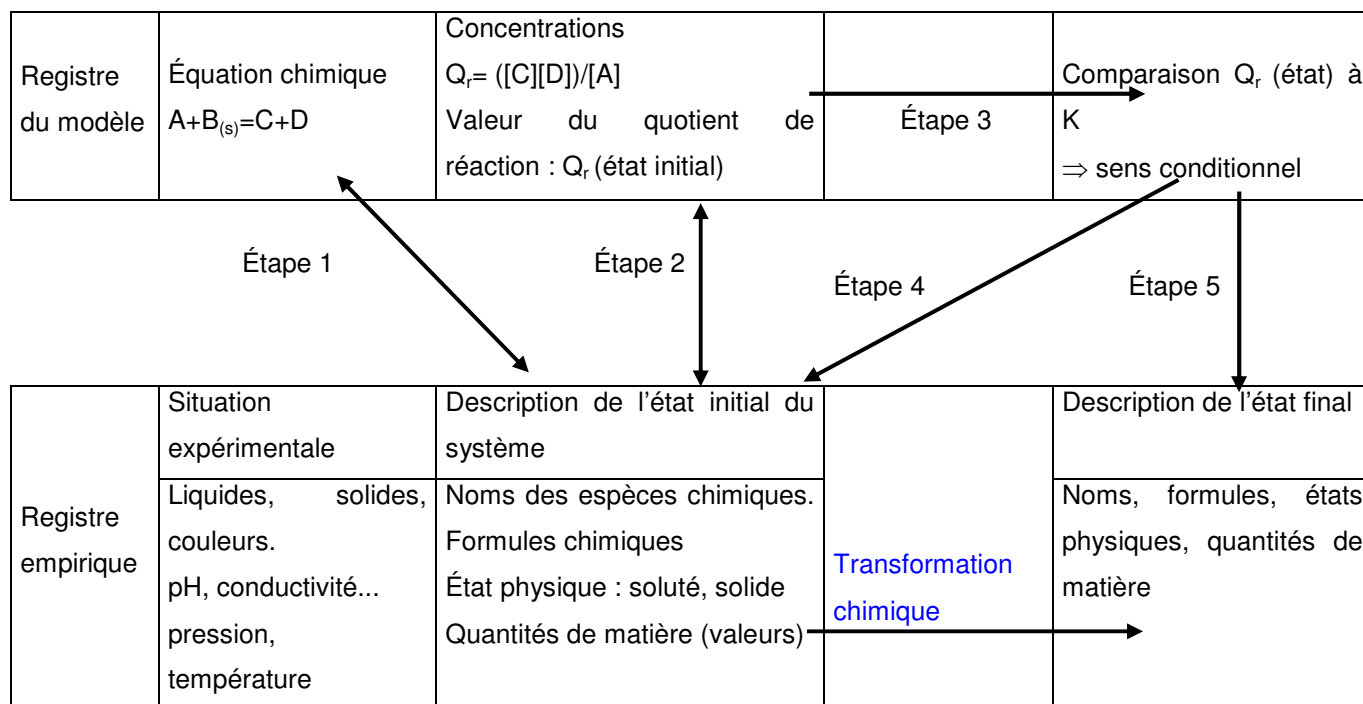 Registre
du modèle
Équation chimique
A+B(s)=C+D
Concentrations
Qr= ([C][D])/[A]
Valeur du quotient de
réaction : Qr (état initial)
Étape 3
Comparaison Qr (état) à
K
⇒ sens conditionnel
Étape 1
Étape 2
Étape 4
Étape 5
Registre
empirique
Situation
expérimentale
Liquides, solides,
couleurs.
pH, conductivité...
pression,
température
Description de l’état initial du
système
Noms des espèces chimiques.
Formules chimiques
État physique : soluté, solide
Quantités de matière (valeurs)
Transformation
chimique
Description de l’état final
Noms, formules, états
physiques, quantités de
matière